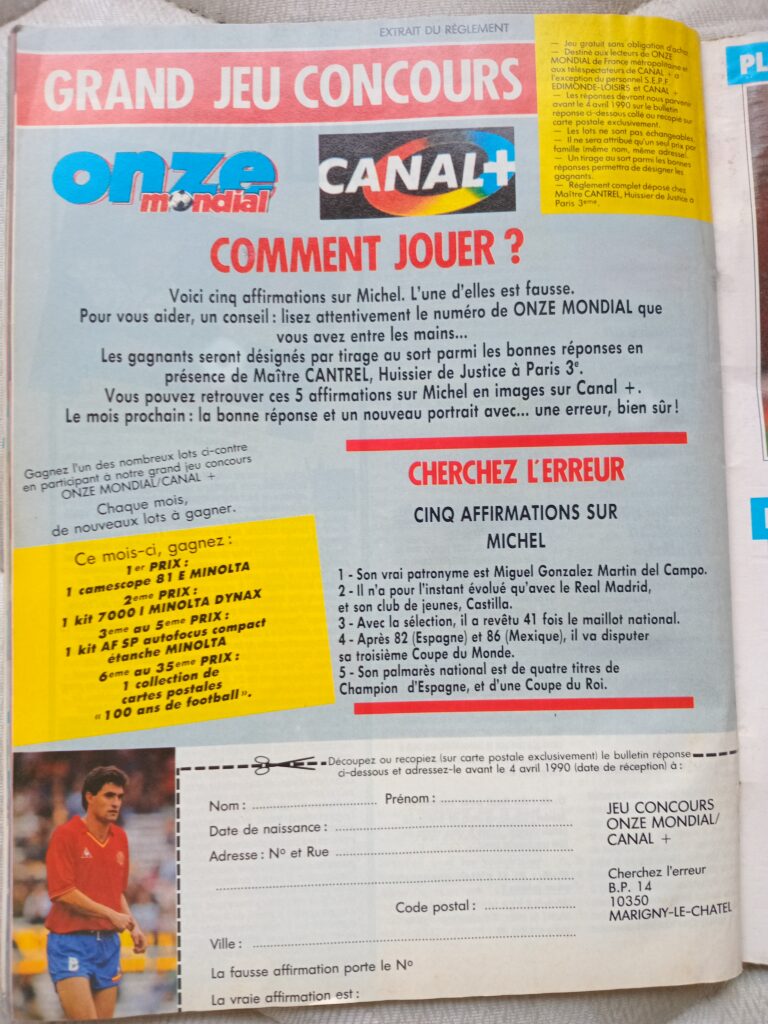 EXTRAIT DU RÈGLEMENT
— Jeu gratuit sans obligation d'achat.
— Destiné aux lecteurs de ONZE
MONDIAL de France métropolitaine et
aux téléspectateurs de CANAL + à
l'exception du personnel S.E.P.F.
EDIMONDE-LOISIRS et CANAL +
— Les réponses devront nous parvenir
avant le 4 avril 1990 sur le bulletin
réponse ci-dessous collé ou recopié sur
carte postale exclusivement.
— Les lots ne sont pas échangeables.
— Il ne sera attribué qu'un seul prix par
famille (même nom, même adresse).
— Un tirage au sort parmi les bonnes
réponses permettra de désigner les
gagnants.
— Règlement complet déposé chez
Maître CANTREL, Huissier de Justice à
Paris 3eme.
GRAND JEU CONCOURS
onze
mondial
CANAL+
COMMENT JOUER ?
Voici cinq affirmations sur Michel. L'une d'elles est fausse.
Pour vous aider, un conseil : lisez attentivement le numéro de ONZE MONDIAL que
vous avez entre les mains...
Les gagnants seront désignés par tirage au sort parmi les bonnes réponses en
présence de Maître CANTREL, Huissier de Justice à Paris 3e.
Vous pouvez retrouver ces 5 affirmations sur Michel en images sur Canal +.
Le mois prochain : la bonne réponse et un nouveau portrait avec... une erreur, bien sûr !
Gagnez l'un des nombreux lots ci-contre
en participant à notre grand jeu concours
ONZE MONDIAL/CANAL +
Chaque mois,
de nouveaux lots à gagner.
Ce mois-ci, gagnez :
1er PRIX :
1 camescope 81 E MINOLTA
2eme PRIX :
1 kit 7000 I MINOLTA DYNAX
3eme au 5eme PRIX :
1 kit AF SP autofocus compact
étanche MINOLTA
6eme au 35eme PRIX :
1 collection de
cartes postales
« 100 ans de football ».
CHERCHEZ L'ERREUR
CINQ AFFIRMATIONS SUR
MICHEL
1 - Son vrai patronyme est Miguel Gonzalez Martin del Campo.
2 - Il n'a pour l'instant évolué qu'avec le Real Madrid,
et son club de jeunes, Castilla.
3 - Avec la sélection, il a revêtu 41 fois le maillot national.
4 - Après 82 (Espagne) et 86 (Mexique), il va disputer
sa troisième Coupe du Monde.
5 - Son palmarès national est de quatre titres de
Champion d'Espagne, et d'une Coupe du Roi.
Découpez ou recopiez (sur carte postale exclusivement) le bulletin réponse
ci-dessous et adressez-le avant le 4 avril 1990 (date de réception) à :
Nom : Prénom :
Date de naissance :
Adresse : N° et Rue
Code postal :
Ville :
La fausse affirmation porte le N°
La vraie affirmation est :
JEU CONCOURS
ONZE MONDIAL/
CANAL +
Cherchez l'erreur
B.P. 14
10350
MARIGNY-LE-CHATEL
PL